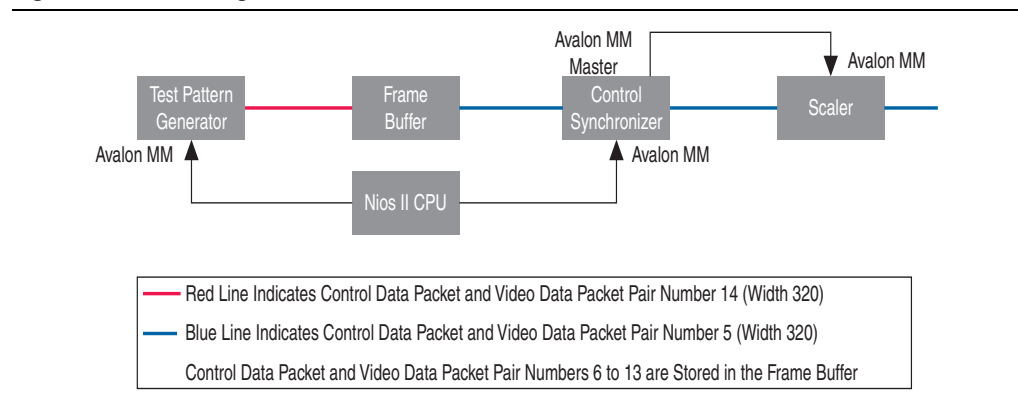 Avalon MM
Master
Avalon MM
Test Pattern
Generator
Frame
Buffer
Control
Synchronizer
Scaler
Avalon MM
Avalon MM
Nios II CPU
Red Line Indicates Control Data Packet and Video Data Packet Pair Number 14 (Width 320)
Blue Line Indicates Control Data Packet and Video Data Packet Pair Number 5 (Width 320)
Control Data Packet and Video Data Packet Pair Numbers 6 to 13 are Stored in the Frame Buffer